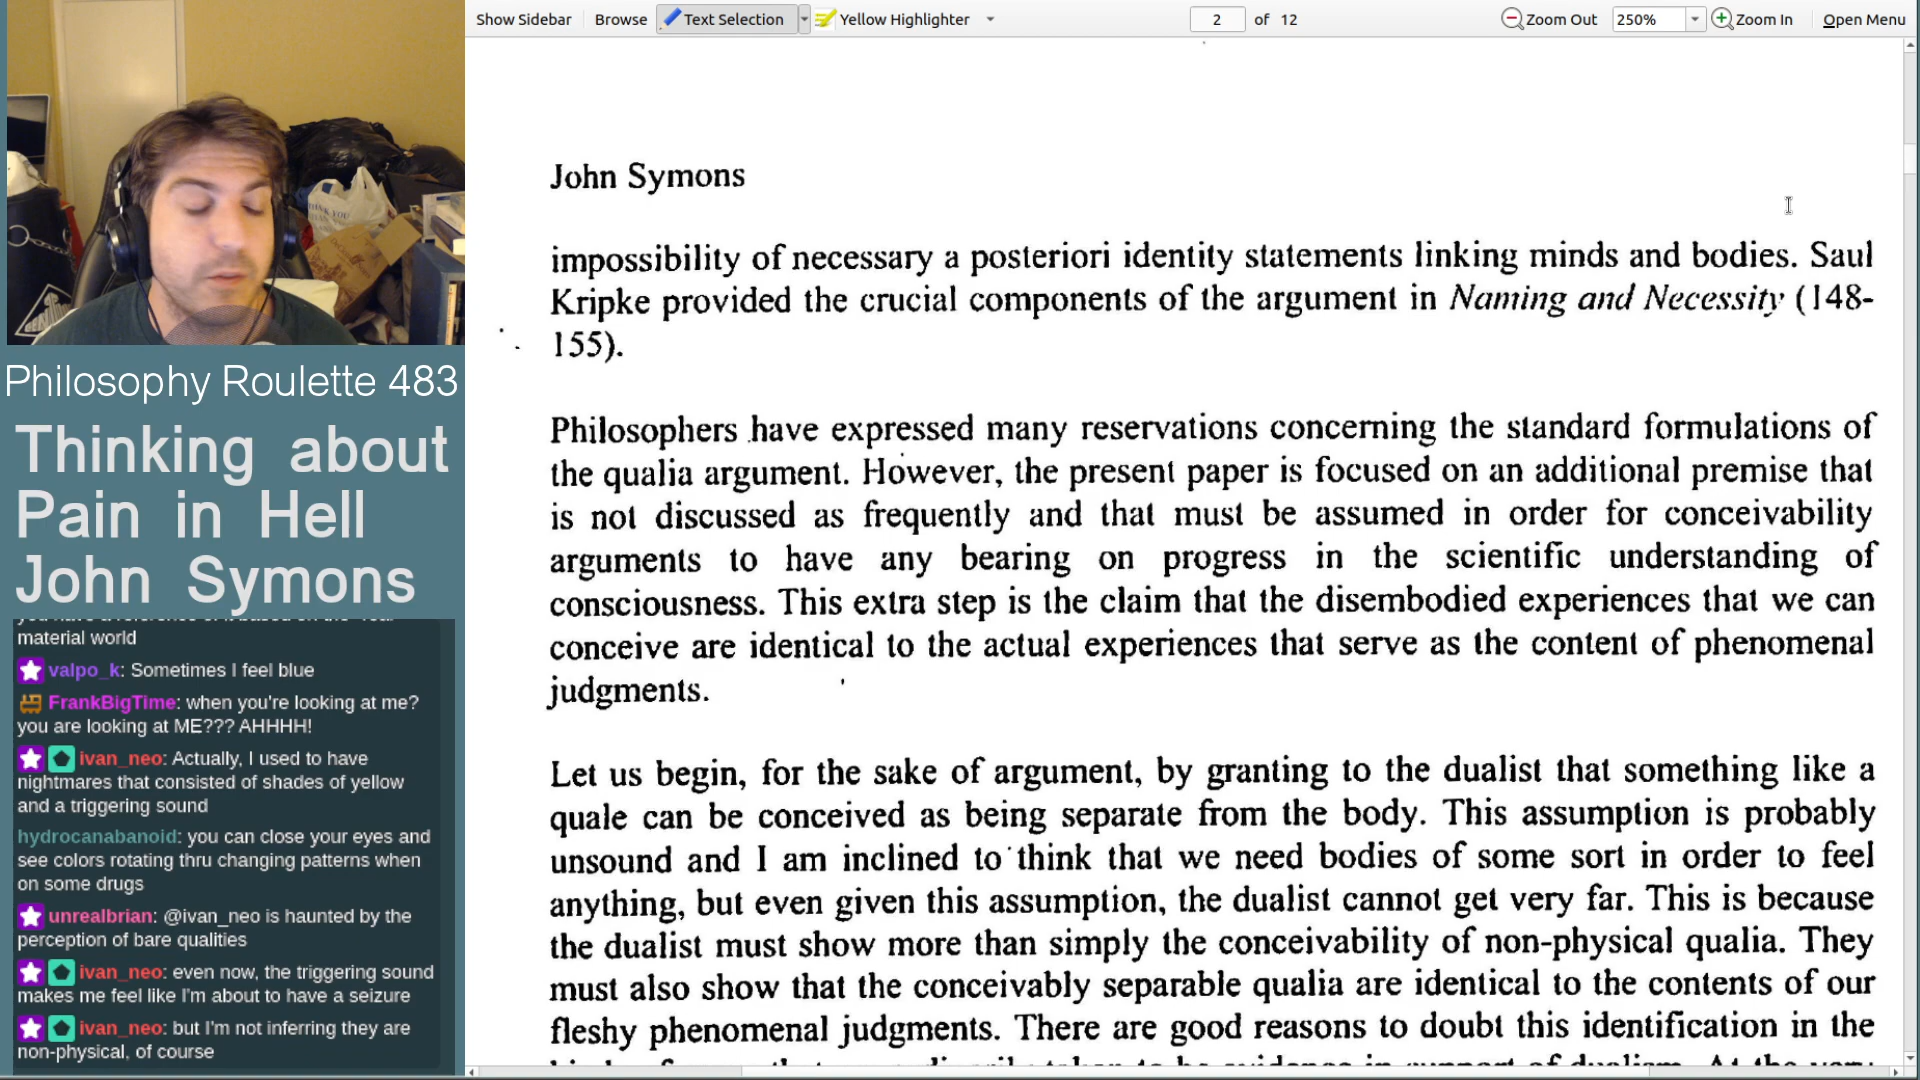 Show Sidebar
Browse
Text Selection
Yellow Highlighter
2 of 12
Zoom Out
250%
Zoom In
Open Menu
John Symons
impossibility of necessary a posteriori identity statements linking minds and bodies. Saul
Kripke provided the crucial components of the argument in Naming and Necessity (148-
155).
Philosophers have expressed many reservations concerning the standard formulations of
the qualia argument. However, the present paper is focused on an additional premise that
is not discussed as frequently and that must be assumed in order for conceivability
arguments to have any bearing on progress in the scientific understanding of
consciousness. This extra step is the claim that the disembodied experiences that we can
conceive are identical to the actual experiences that serve as the content of phenomenal
judgments.
Let us begin, for the sake of argument, by granting to the dualist that something like a
quale can be conceived as being separate from the body. This assumption is probably
unsound and I am inclined to think that we need bodies of some sort in order to feel
anything, but even given this assumption, the dualist cannot get very far. This is because
the dualist must show more than simply the conceivability of non-physical qualia. They
must also show that the conceivably separable qualia are identical to the contents of our
fleshy phenomenal judgments. There are good reasons to doubt this identification in the
Philosophy Roulette 483
Thinking about
Pain in Hell
John Symons
material world
valpo_k: Sometimes I feel blue
FrankBigTime: when you're looking at me?
you are looking at ME??? AHHHH!
ivan_neo: Actually, I used to have
nightmares that consisted of shades of yellow
and a triggering sound
hydrocanabanoid: you can close your eyes and
see colors rotating thru changing patterns when
on some drugs
unrealbrian: @ivan_neo is haunted by the
perception of bare qualities
ivan_neo: even now, the triggering sound
makes me feel like I'm about to have a seizure
ivan_neo: but I'm not inferring they are
non-physical, of course